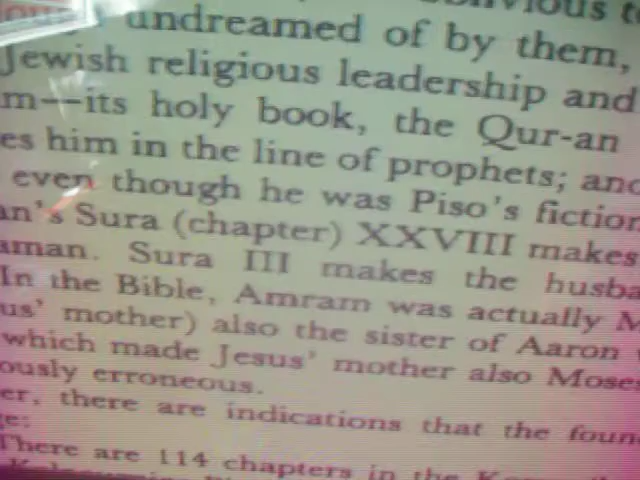 undreamed of by them,
Jewish religious leadership and
m—its holy book, the Qur-an
es him in the line of prophets; and
even though he was Piso's fiction
an's Sura (chapter) XXVIII makes
aman. Sura III makes the husba
In the Bible, Amram was actually M
us' mother) also the sister of Aaron
which made Jesus' mother also Moses
ously erroneous.
er, there are indications that the foun
ge:
There are 114 chapters in the